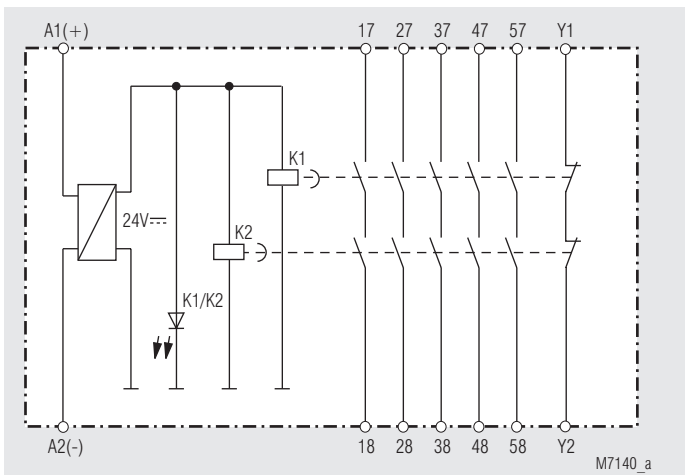 A1(+) 17 27 37 47 57 Y1
K1
24V
K2
K1/K2
A2(-) 18 28 38 48 58 Y2
M7140_a